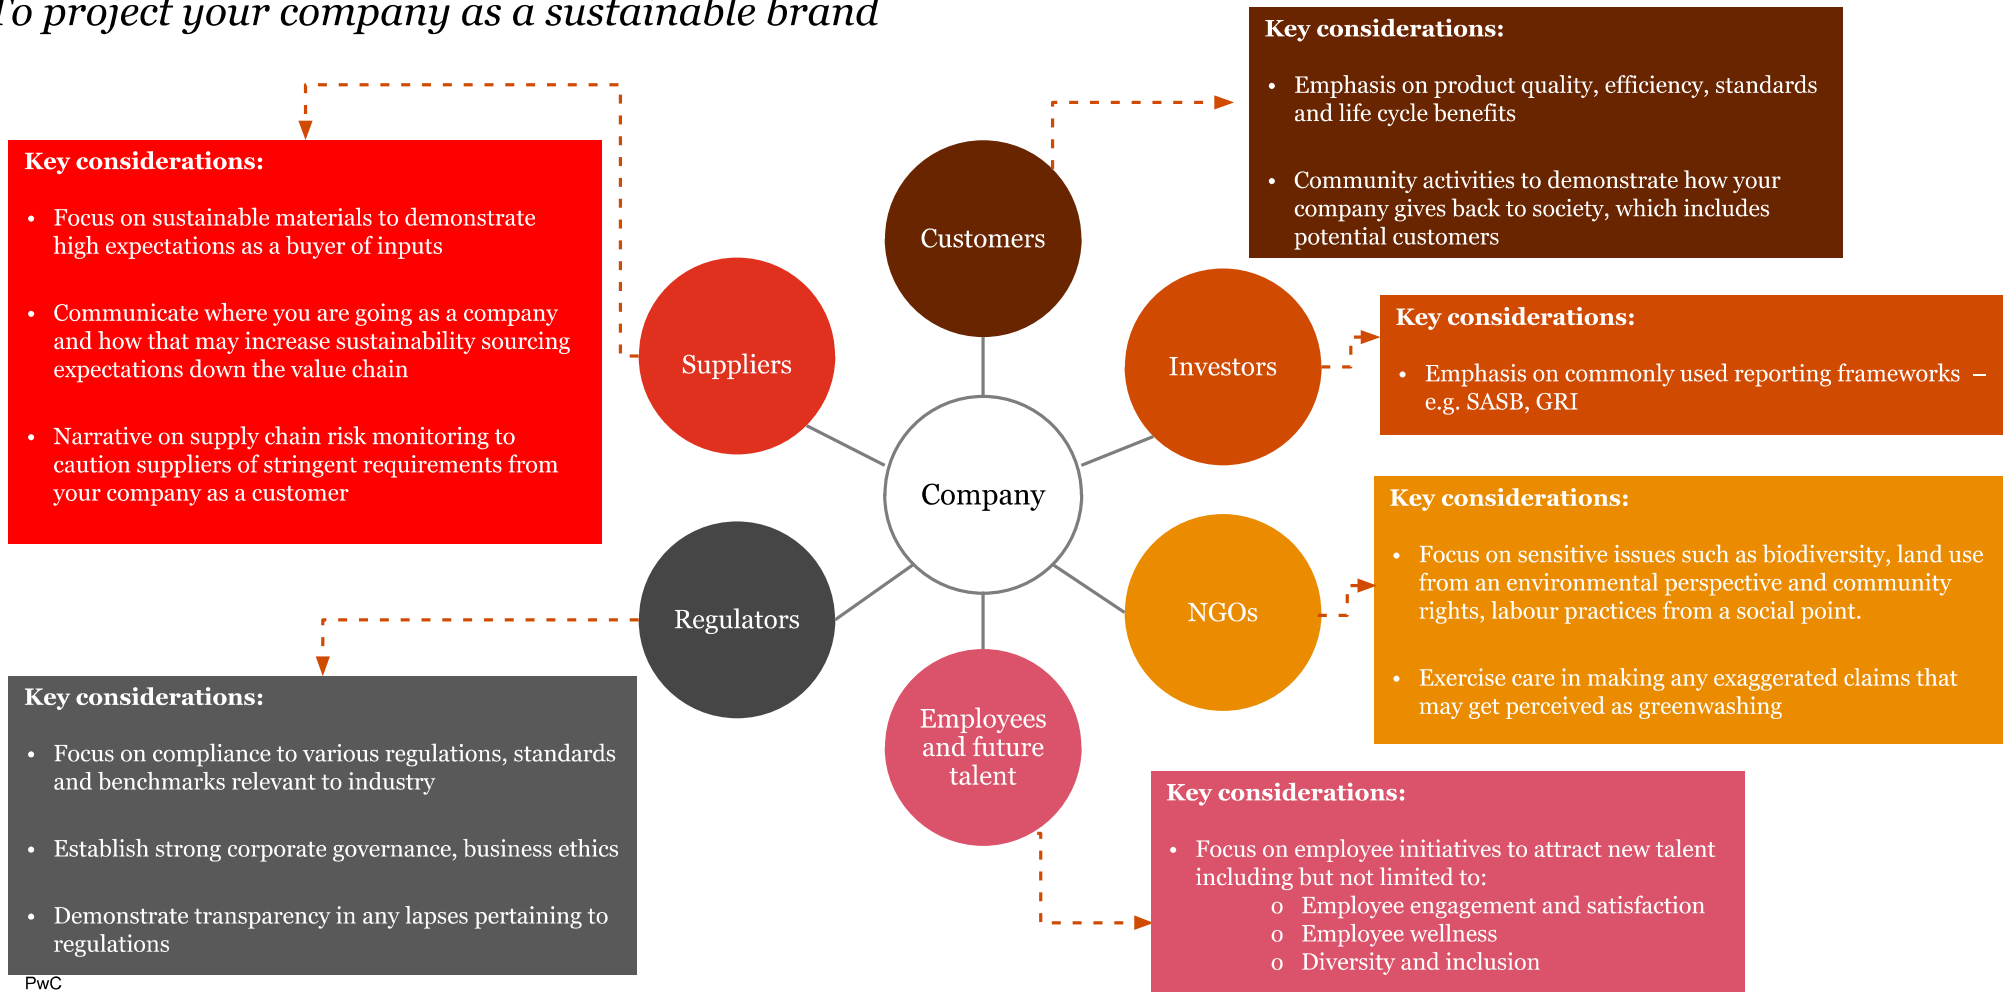 To project your company as a sustainable brand
Key considerations:
• Emphasis on product quality, efficiency, standards
and life cycle benefits
• Community activities to demonstrate how your
company gives back to society, which includes
potential customers
Key considerations:
• Focus on sustainable materials to demonstrate
high expectations as a buyer of inputs
• Communicate where you are going as a company
and how that may increase sustainability sourcing
expectations down the value chain
• Narrative on supply chain risk monitoring to
caution suppliers of stringent requirements from
your company as a customer
Customers
Suppliers
Investors
Key considerations:
• Emphasis on commonly used reporting frameworks –
e.g. SASB, GRI
Company
Key considerations:
• Focus on sensitive issues such as biodiversity, land use
from an environmental perspective and community
rights, labour practices from a social point.
• Exercise care in making any exaggerated claims that
may get perceived as greenwashing
Regulators
NGOs
Key considerations:
• Focus on compliance to various regulations, standards
and benchmarks relevant to industry
• Establish strong corporate governance, business ethics
• Demonstrate transparency in any lapses pertaining to
regulations
Employees
and future
talent
Key considerations:
• Focus on employee initiatives to attract new talent
including but not limited to:
o Employee engagement and satisfaction
o Employee wellness
o Diversity and inclusion
PwC